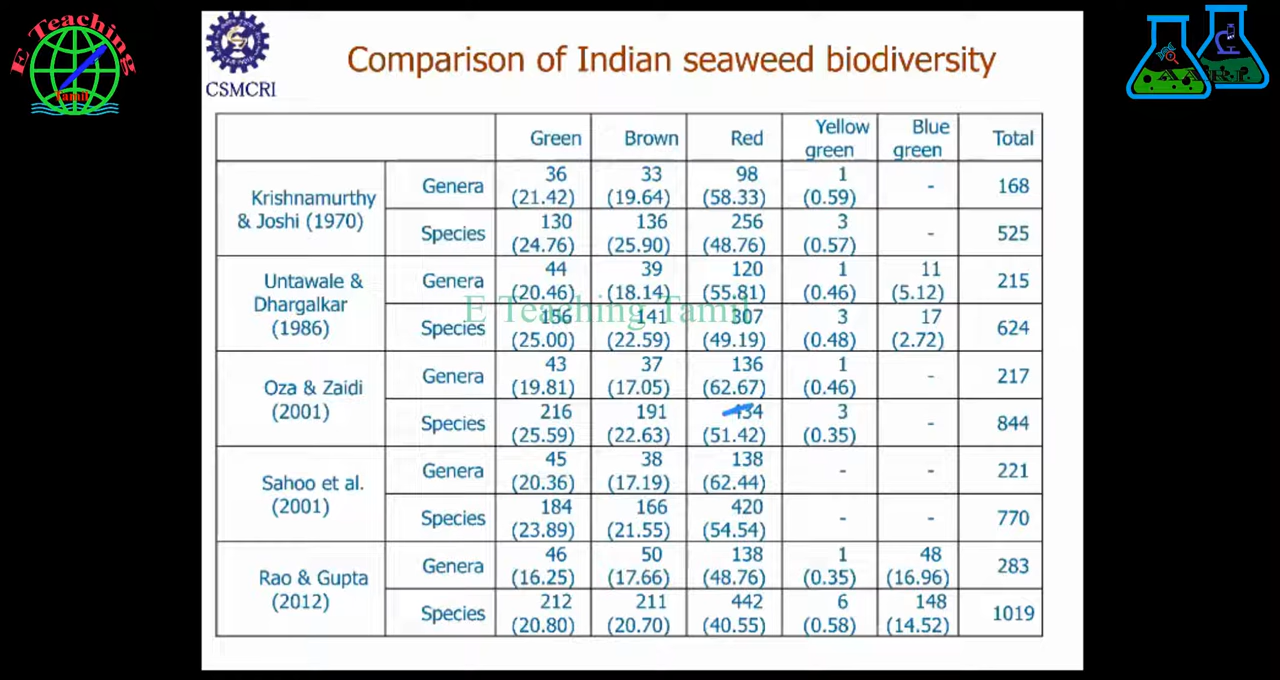 E Teaching
Tamil
CSMCRI
Comparison of Indian seaweed biodiversity
A A R P I
Green Brown Red Yellow green Blue green Total
Krishnamurthy & Joshi (1970) Genera 36 (21.42) 33 (19.64) 98 (58.33) 1 (0.59) - 168
Species 130 (24.76) 136 (25.90) 256 (48.76) 3 (0.57) - 525
Untawale & Dhargalkar (1986) Genera 44 (20.46) 39 (18.14) 120 (55.81) 1 (0.46) 11 (5.12) 215
E Teaching Tamil
Species 156 (25.00) 141 (22.59) 307 (49.19) 3 (0.48) 17 (2.72) 624
Oza & Zaidi (2001) Genera 43 (19.81) 37 (17.05) 136 (62.67) 1 (0.46) - 217
Species 216 (25.59) 191 (22.63) 434 (51.42) 3 (0.35) - 844
Sahoo et al. (2001) Genera 45 (20.36) 38 (17.19) 138 (62.44) - - 221
Species 184 (23.89) 166 (21.55) 420 (54.54) - - 770
Rao & Gupta (2012) Genera 46 (16.25) 50 (17.66) 138 (48.76) 1 (0.35) 48 (16.96) 283
Species 212 (20.80) 211 (20.70) 442 (40.55) 6 (0.58) 148 (14.52) 1019